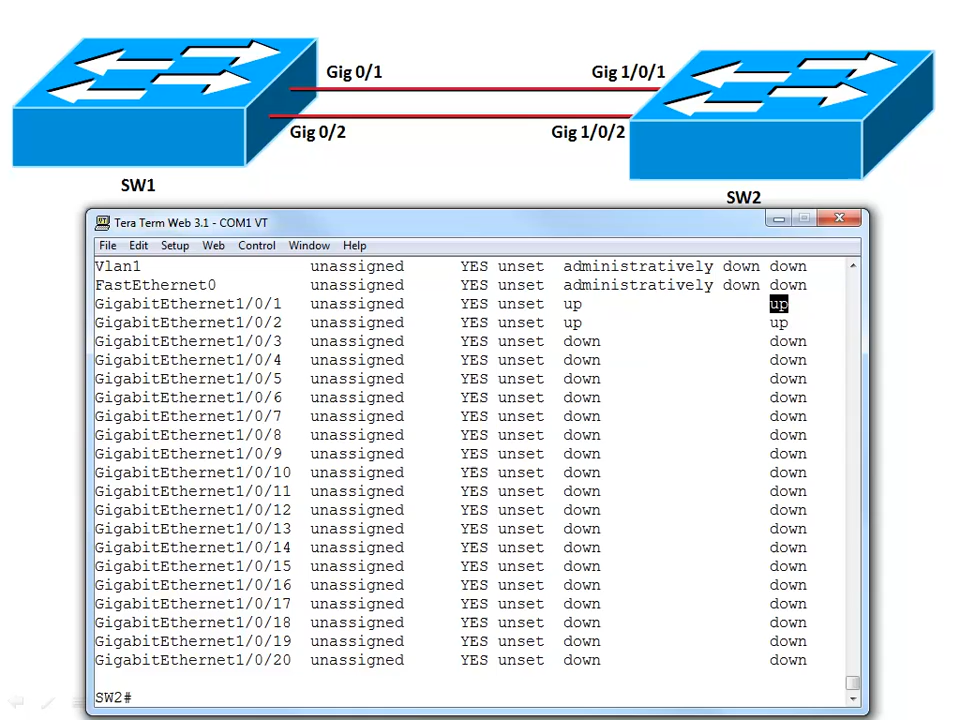 Gig 0/1
Gig 1/0/1
Gig 0/2
Gig 1/0/2
SW1
SW2
Tera Term Web 3.1 - COM1 VT
File Edit Setup Web Control Window Help
Vlan1 unassigned YES unset administratively down down
FastEthernet0 unassigned YES unset administratively down down
GigabitEthernet1/0/1 unassigned YES unset up up
GigabitEthernet1/0/2 unassigned YES unset up up
GigabitEthernet1/0/3 unassigned YES unset down down
GigabitEthernet1/0/4 unassigned YES unset down down
GigabitEthernet1/0/5 unassigned YES unset down down
GigabitEthernet1/0/6 unassigned YES unset down down
GigabitEthernet1/0/7 unassigned YES unset down down
GigabitEthernet1/0/8 unassigned YES unset down down
GigabitEthernet1/0/9 unassigned YES unset down down
GigabitEthernet1/0/10 unassigned YES unset down down
GigabitEthernet1/0/11 unassigned YES unset down down
GigabitEthernet1/0/12 unassigned YES unset down down
GigabitEthernet1/0/13 unassigned YES unset down down
GigabitEthernet1/0/14 unassigned YES unset down down
GigabitEthernet1/0/15 unassigned YES unset down down
GigabitEthernet1/0/16 unassigned YES unset down down
GigabitEthernet1/0/17 unassigned YES unset down down
GigabitEthernet1/0/18 unassigned YES unset down down
GigabitEthernet1/0/19 unassigned YES unset down down
GigabitEthernet1/0/20 unassigned YES unset down down
SW2#